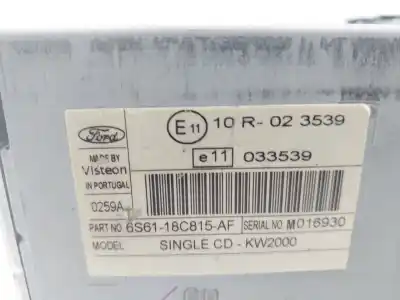 Ford
E11 10 R- 02 3539
MADE BY
Visteon
IN PORTUGAL
e11 033539
0259A
PART NO 6S61-18C815-AF SERIAL NO M016930
MODEL SINGLE CD - KW2000